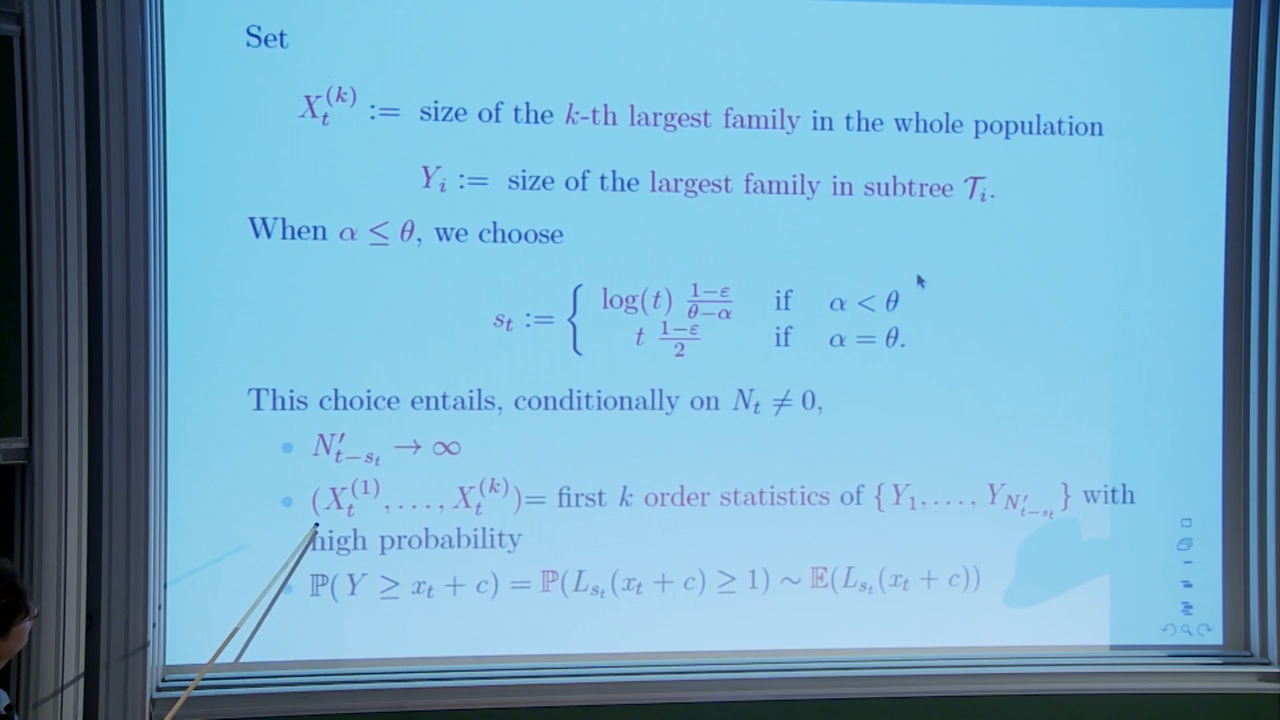 Set
X_t^{(k)} := size of the k-th largest family in the whole population
Y_i := size of the largest family in subtree 𝒯_i.
When α ≤ θ, we choose
s_t := { log(t) \frac{1−ε}{θ−α} if α < θ
t \frac{1−ε}{2} if α = θ.
This choice entails, conditionally on N_t ≠ 0,
• N'_{t−s_t} → ∞
• (X_t^{(1)}, . . . , X_t^{(k)})= first k order statistics of {Y_1, . . . , Y_{N'_{t−s_t}}} with
high probability
• ℙ(Y ≥ x_t + c) = ℙ(L_{s_t}(x_t + c) ≥ 1) ∼ 𝔼(L_{s_t}(x_t + c))